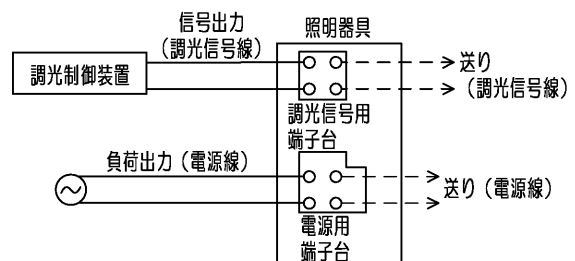 信号出力
（調光信号線）
照明器具
調光制御装置
送り
（調光信号線）
調光信号用
端子台
負荷出力（電源線）
送り（電源線）
電源用
端子台